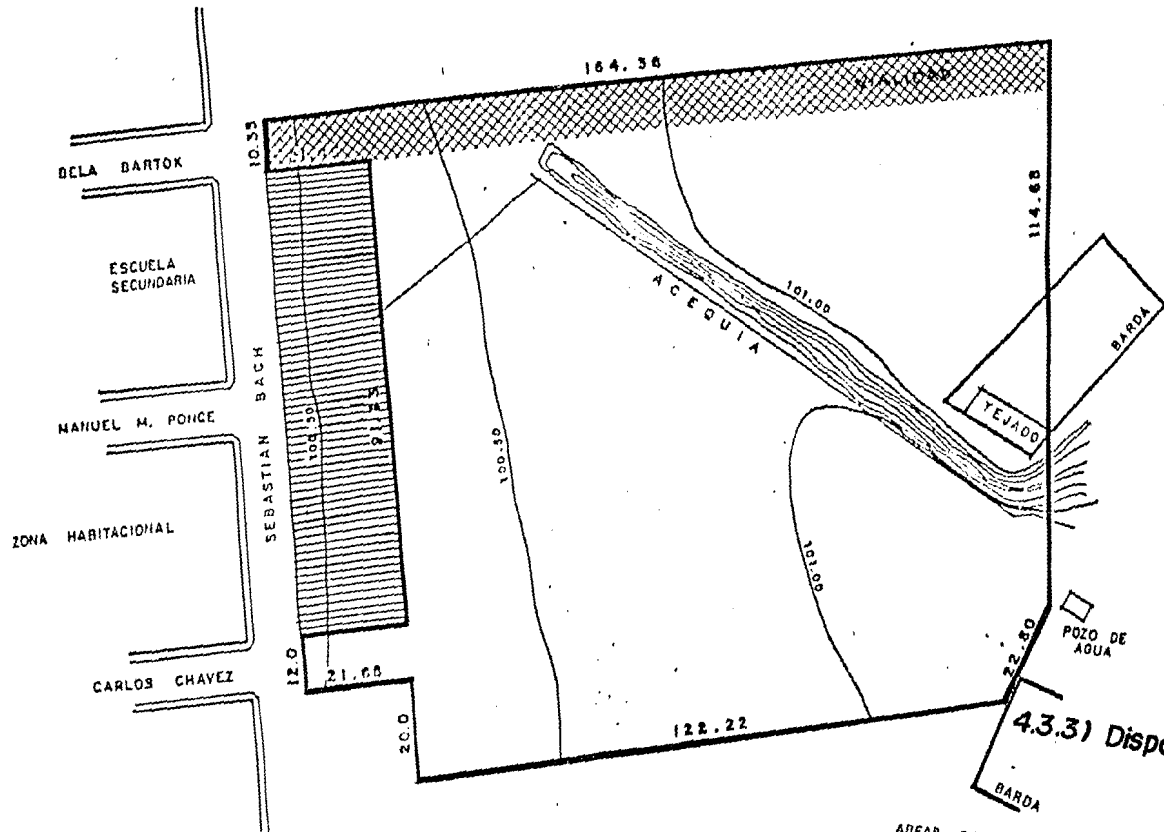 164.36
VIALIDAD
10.55
BELA BARTOK
114.68
ESCUELA
SECUNDARIA
101.00
ACEQUIA
BARDA
SEBASTIAN BACH
TEJADO
MANUEL M. PONCE
100.50
100.50
ZONA HABITACIONAL
101.00
POZO DE
AGUA
22.80
12.0
21.68
CARLOS CHAVEZ
20.0
122.22
4.3.3) Dispo
BARDA